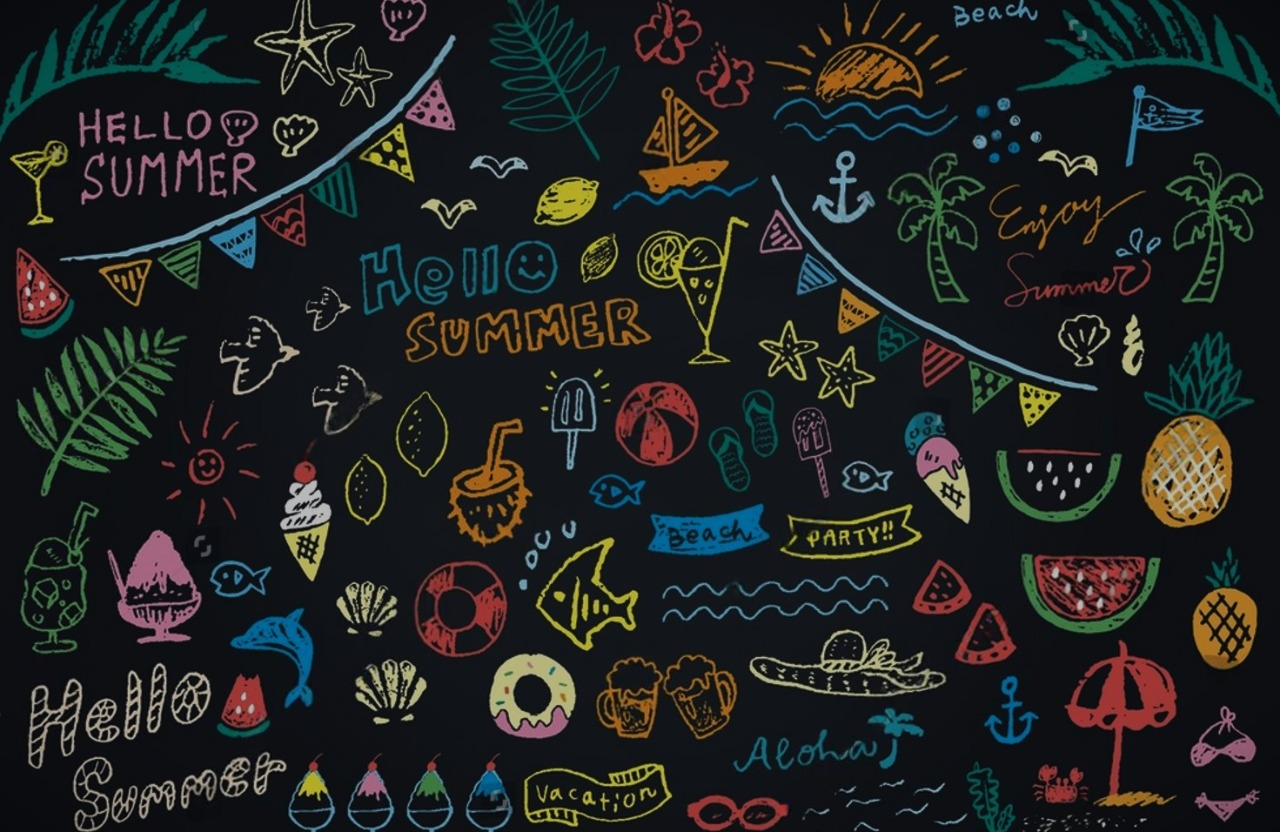 Beach
HELLO
SUMMER
Enjoy
Summer
Hello
SUMMER
Beach
PARTY!!
Hello
Summer
Aloha
Vacation